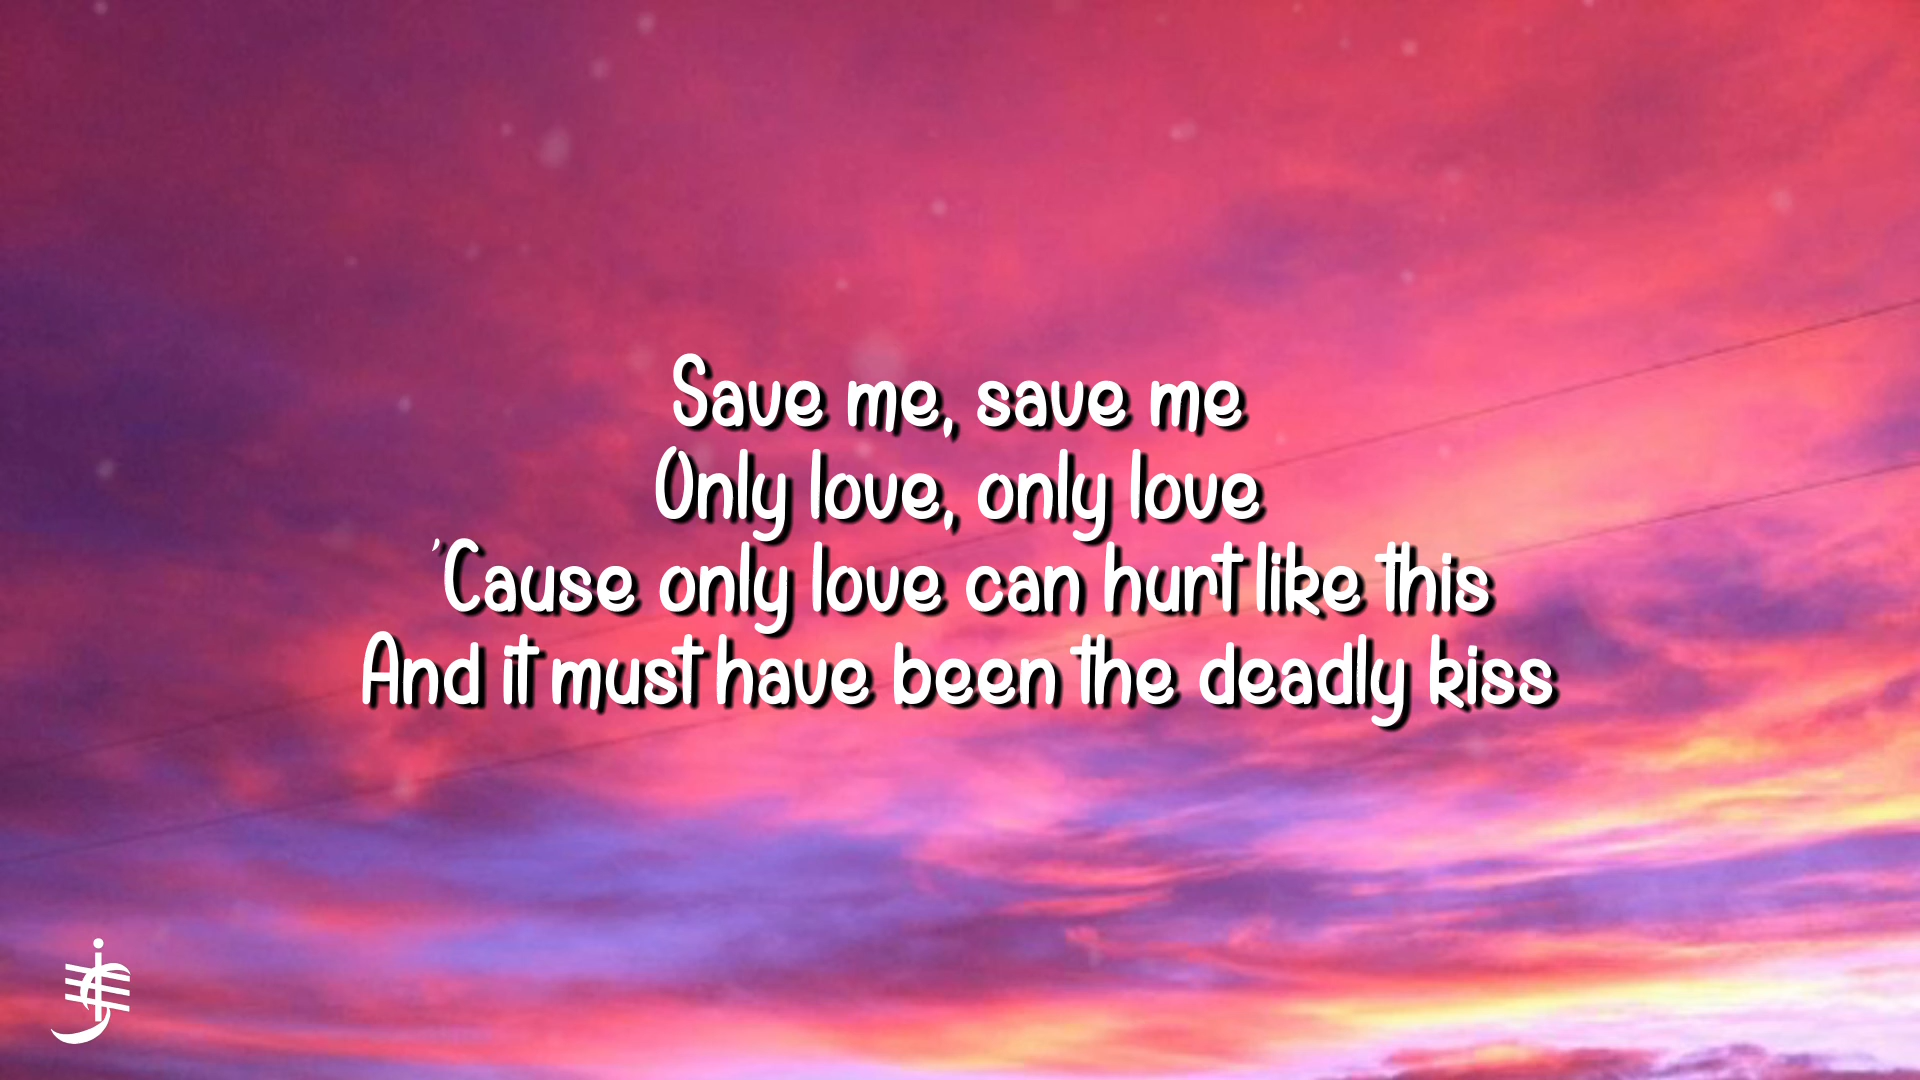 Save me, save me
Only love, only love
'Cause only love can hurt like this
And it must have been the deadly kiss